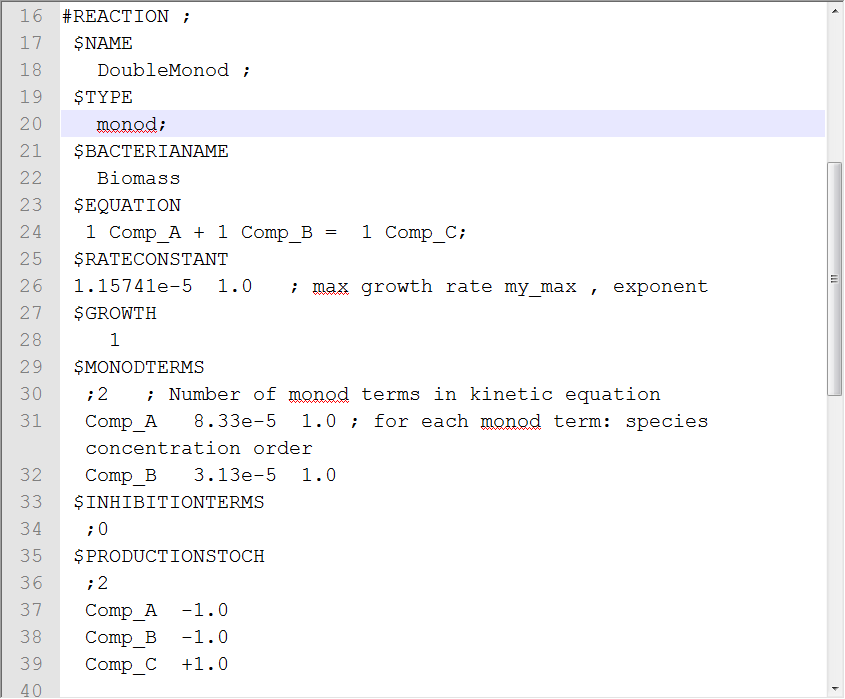 16 #REACTION ;
17 $NAME
18 DoubleMonod ;
19 $TYPE
20 monod;
21 $BACTERIANAME
22 Biomass
23 $EQUATION
24 1 Comp_A + 1 Comp_B =  1 Comp_C;
25 $RATECONSTANT
26 1.15741e-5  1.0   ; max growth rate my_max , exponent
27 $GROWTH
28 1
29 $MONODTERMS
30 ;2   ; Number of monod terms in kinetic equation
31 Comp_A   8.33e-5  1.0 ; for each monod term: species
concentration order
32 Comp_B   3.13e-5  1.0
33 $INHIBITIONTERMS
34 ;0
35 $PRODUCTIONSTOCH
36 ;2
37 Comp_A  -1.0
38 Comp_B  -1.0
39 Comp_C  +1.0
40